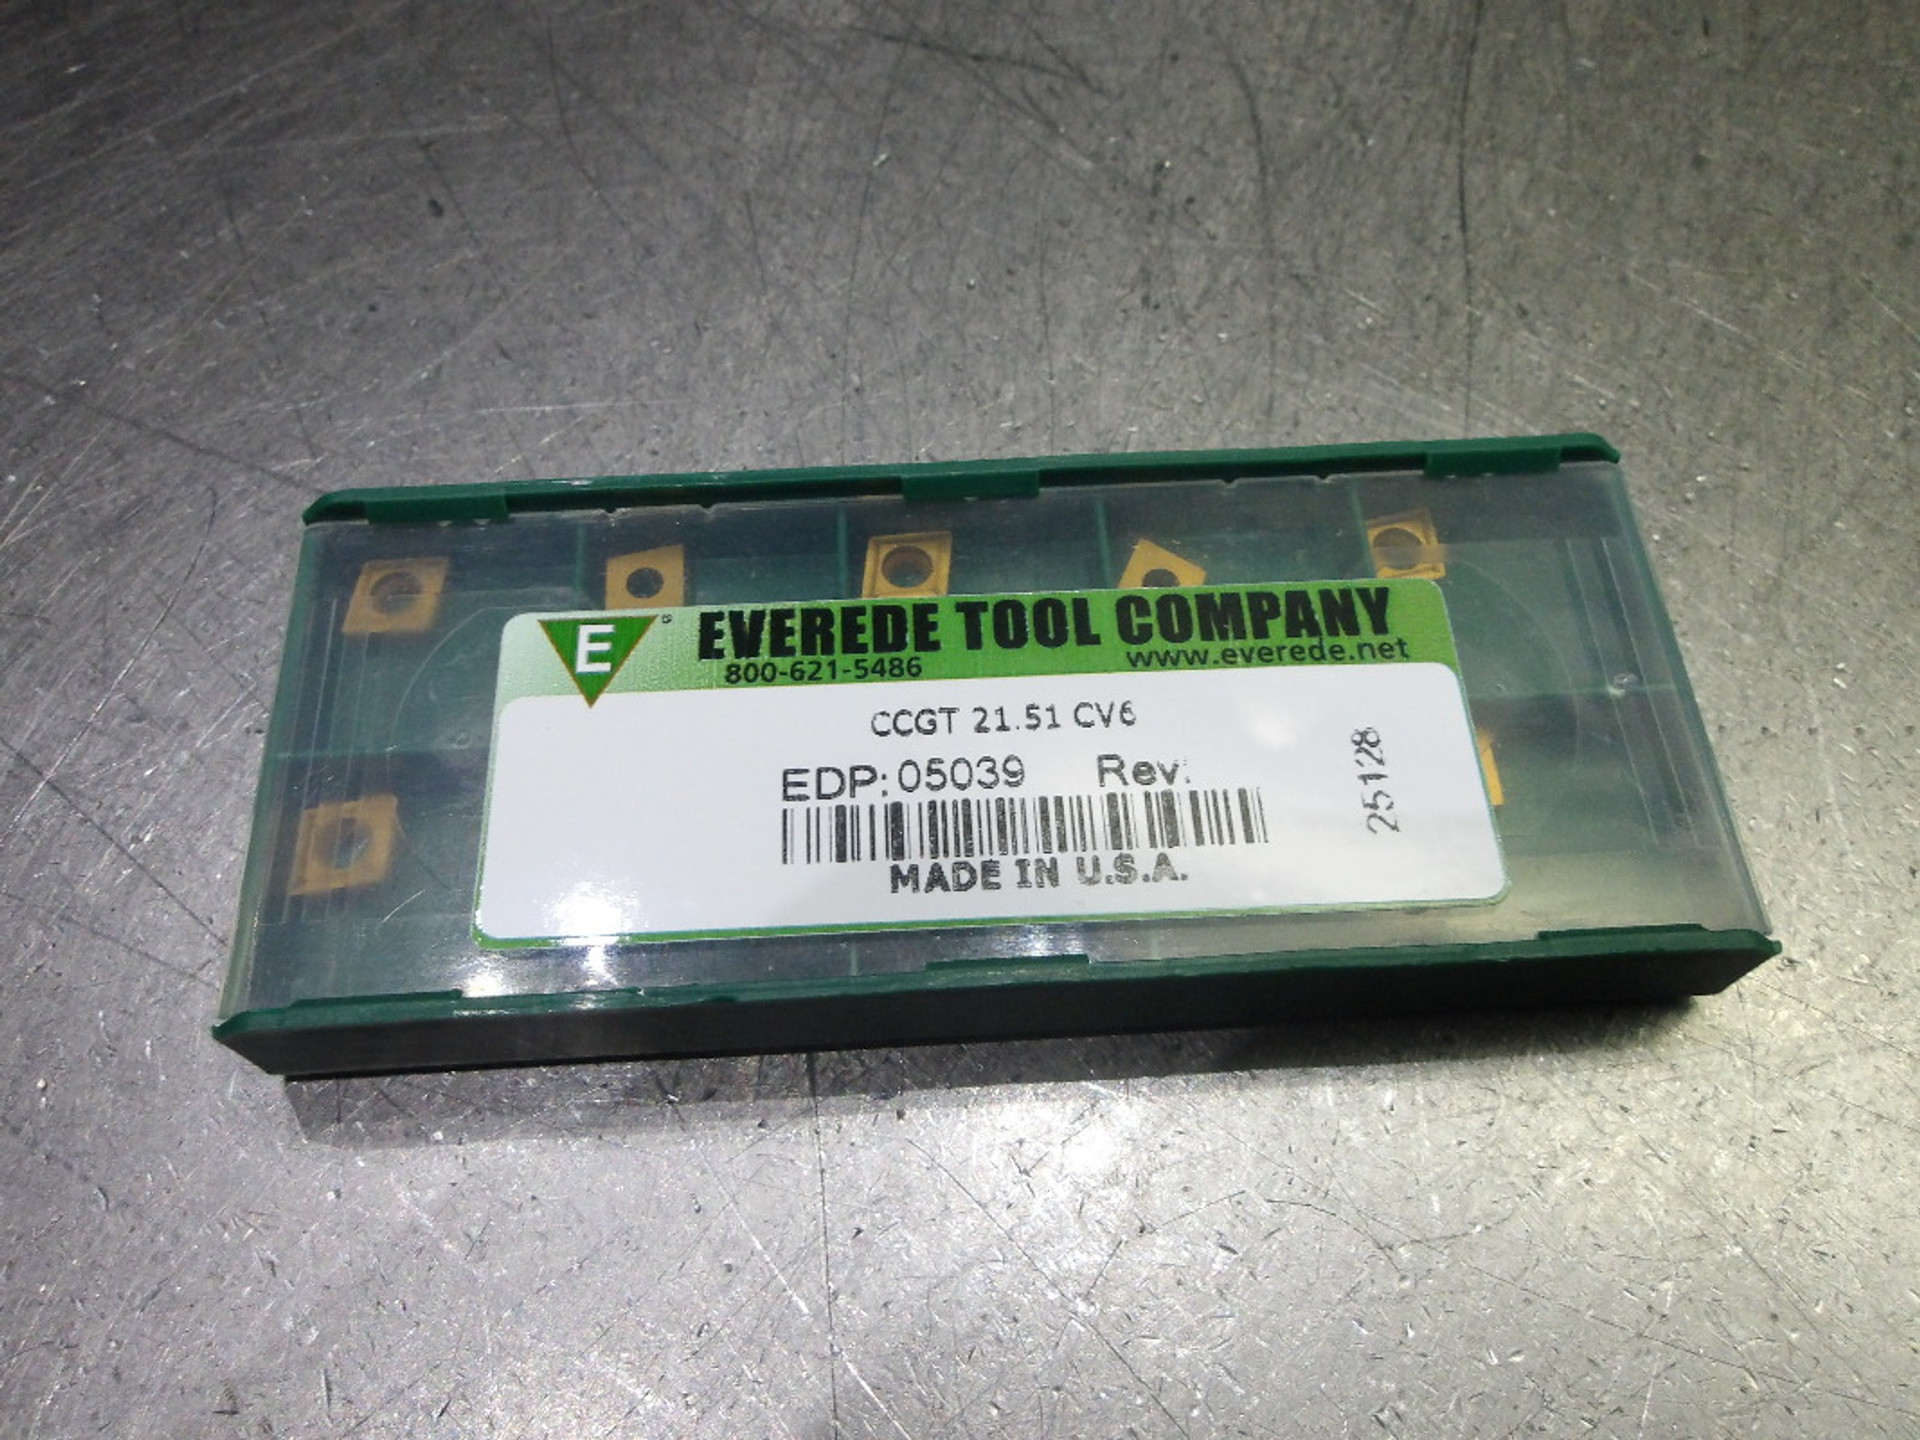 E
EVEREDE TOOL COMPANY
800-621-5486 www.everede.net
CCGT 21.51 CV6
EDP: 05039 Rev:
MADE IN U.S.A.
25128